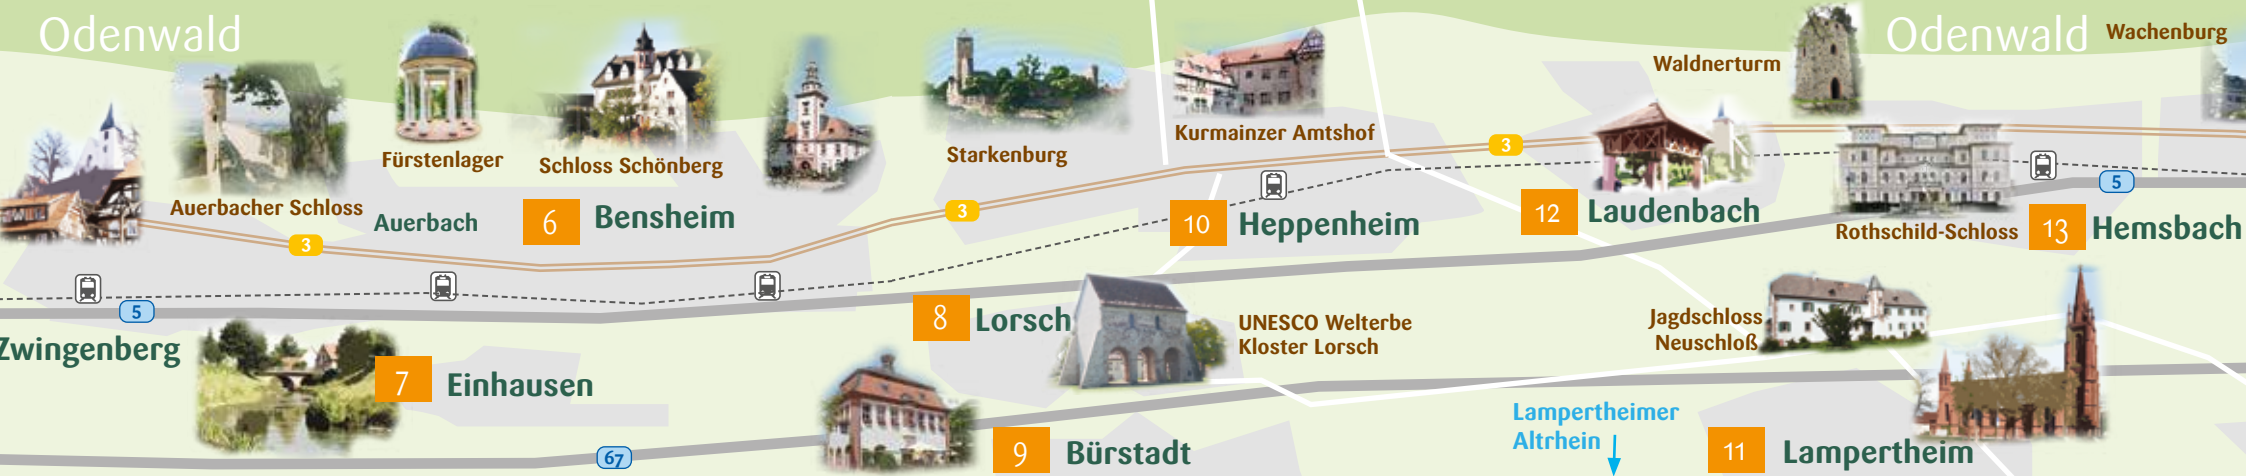 Odenwald
Odenwald
Wachenburg
Waldnerturm
Kurmainzer Amtshof
Fürstenlager
Schloss Schönberg
Starkenburg
3
Auerbacher Schloss
Auerbach
6 Bensheim
3
3
10 Heppenheim
12 Laudenbach
Rothschild-Schloss
5
13 Hemsbach
5
Zwingenberg
8 Lorsch
UNESCO Welterbe
Kloster Lorsch
Jagdschloss
Neuschloß
7 Einhausen
Lampertheimer
Altrhein
67
9 Bürstadt
11 Lampertheim